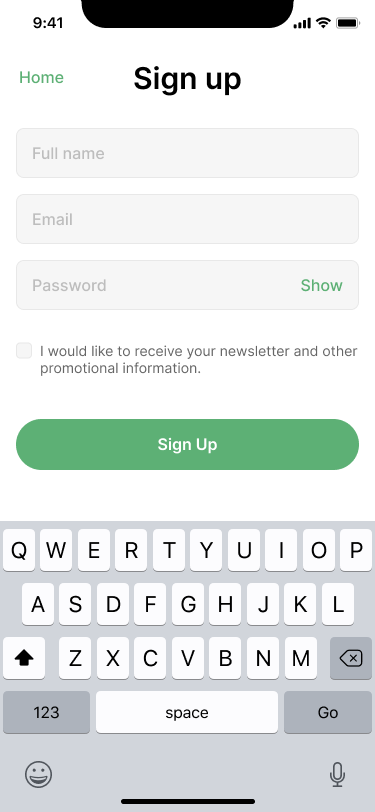 9:41
Home
Sign up
Full name
Email
Password
Show
I would like to receive your newsletter and other
promotional information.
Sign Up
Q W E R T Y U I O P
A S D F G H J K L
Z X C V B N M
123 space Go